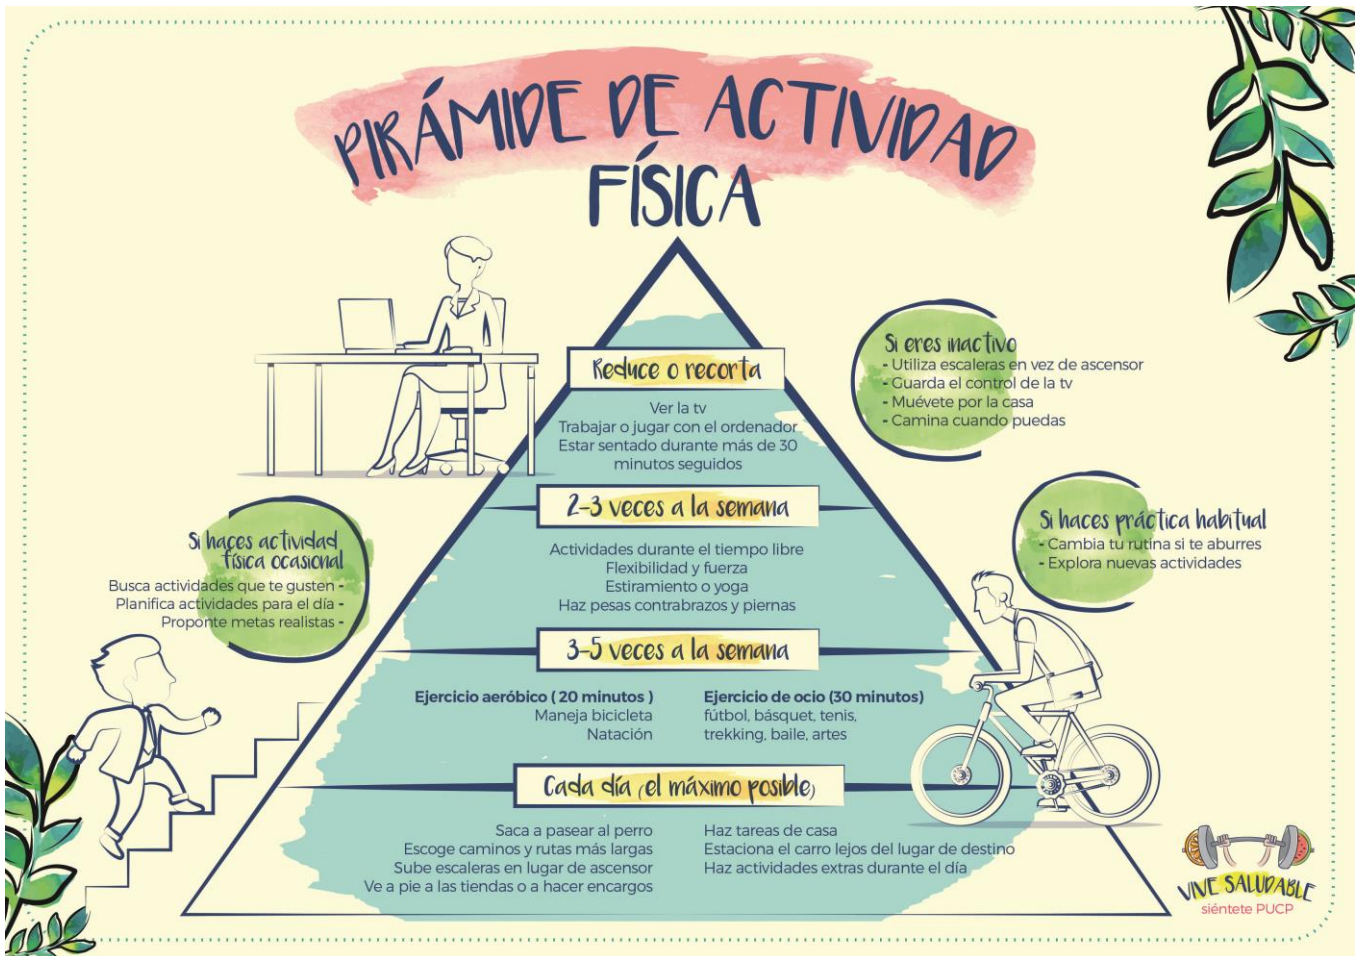 PIRÁMIDE DE ACTIVIDAD
FÍSICA
Reduce o recorta
Ver la tv
Trabajar o jugar con el ordenador
Estar sentado durante más de 30
minutos seguidos
2-3 veces a la semana
Actividades durante el tiempo libre
Flexibilidad y fuerza
Estiramiento o yoga
Haz pesas contrabrazos y piernas
3-5 veces a la semana
Ejercicio aeróbico ( 20 minutos )
Maneja bicicleta
Natación
Ejercicio de ocio (30 minutos)
fútbol, básquet, tenis,
trekking, baile, artes
Cada día (el máximo posible)
Saca a pasear al perro
Escoge caminos y rutas más largas
Sube escaleras en lugar de ascensor
Ve a pie a las tiendas o a hacer encargos
Haz tareas de casa
Estaciona el carro lejos del lugar de destino
Haz actividades extras durante el día
Si eres inactivo
- Utiliza escaleras en vez de ascensor
- Guarda el control de la tv
- Muévete por la casa
- Camina cuando puedas
Si haces actividad
física ocasional
Busca actividades que te gusten -
Planifica actividades para el día -
Proponte metas realistas -
Si haces práctica habitual
- Cambia tu rutina si te aburres
- Explora nuevas actividades
VIVE SALUDABLE
siéntete PUCP